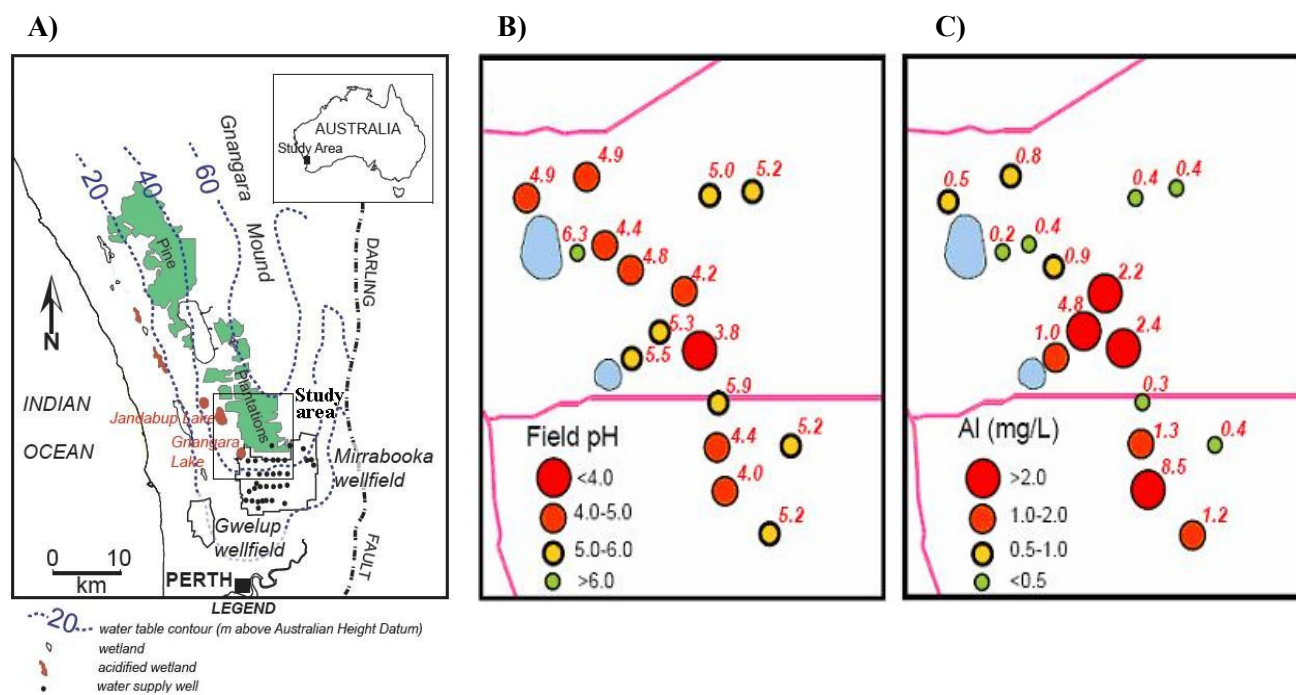 A)
B)
C)
AUSTRALIA
Study Area
Gnangara
Mound
20
40
60
Pine
Plantations
DARLING
FAULT
N
INDIAN
OCEAN
Jandabup Lake
Study
area
Gnangara
Lake
Mirrabooka
wellfield
Gwelup
wellfield
0 10
km
PERTH
LEGEND
20 water table contour (m above Australian Height Datum)
wetland
acidified wetland
water supply well
4.9
4.9
5.0
5.2
6.3
4.4
4.8
4.2
5.3
3.8
5.5
5.9
4.4
5.2
4.0
5.2
Field pH
<4.0
4.0-5.0
5.0-6.0
>6.0
0.8
0.5
0.4
0.4
0.2
0.4
0.9
2.2
4.8
2.4
1.0
0.3
1.3
0.4
8.5
1.2
Al (mg/L)
>2.0
1.0-2.0
0.5-1.0
<0.5